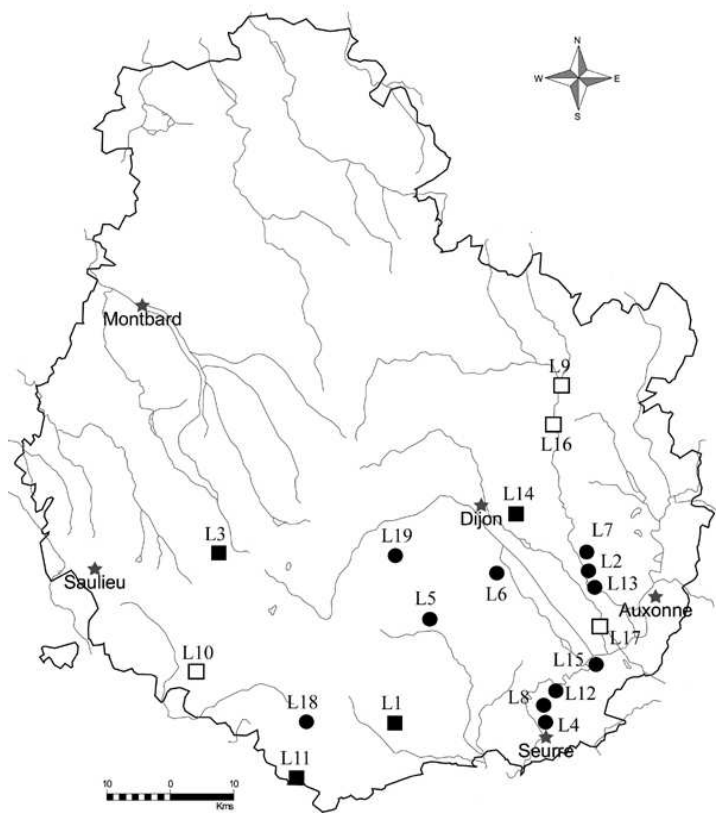 N
W E
S
Montbard
L9
L16
Dijon
L14
L3
L19
L7
L2
L13
Saulieu
L6
Auxonne
L5
L17
L10
L15
L12
L18
L1
L8
L4
Seurre
L11
10 0 10
Kms